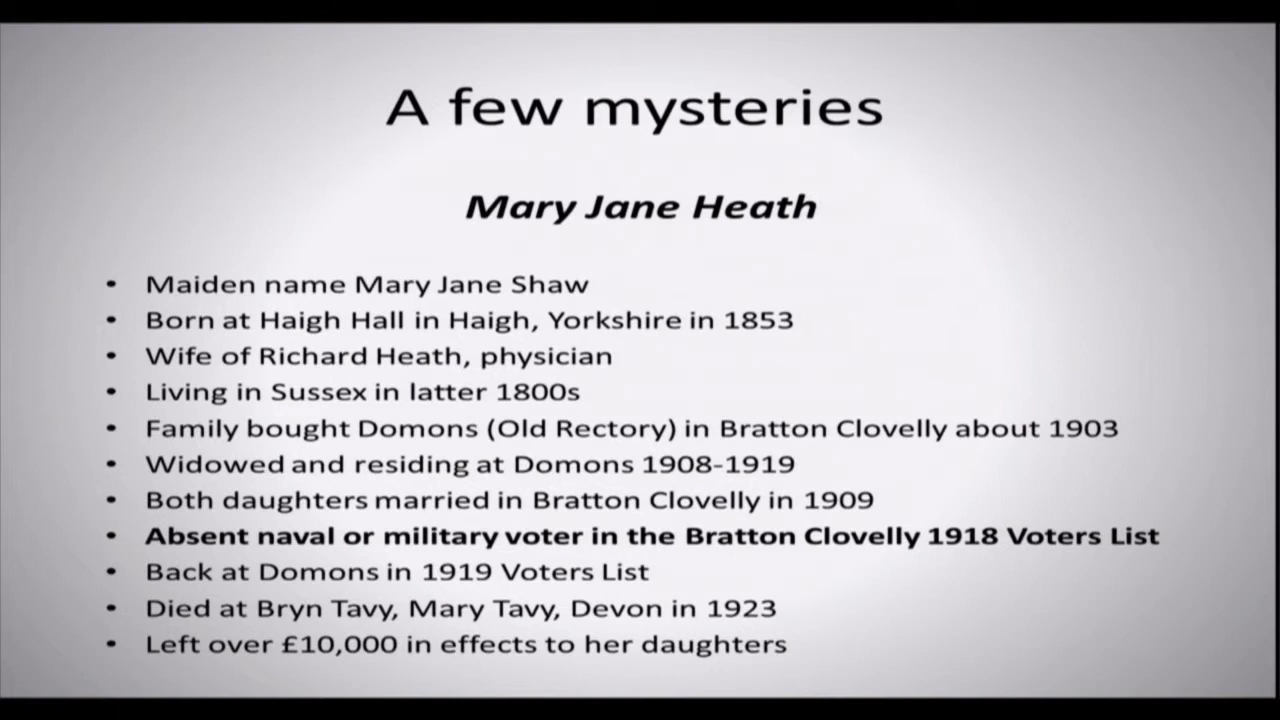 A few mysteries
Mary Jane Heath
• Maiden name Mary Jane Shaw
• Born at Haigh Hall in Haigh, Yorkshire in 1853
• Wife of Richard Heath, physician
• Living in Sussex in latter 1800s
• Family bought Domons (Old Rectory) in Bratton Clovelly about 1903
• Widowed and residing at Domons 1908-1919
• Both daughters married in Bratton Clovelly in 1909
• Absent naval or military voter in the Bratton Clovelly 1918 Voters List
• Back at Domons in 1919 Voters List
• Died at Bryn Tavy, Mary Tavy, Devon in 1923
• Left over £10,000 in effects to her daughters